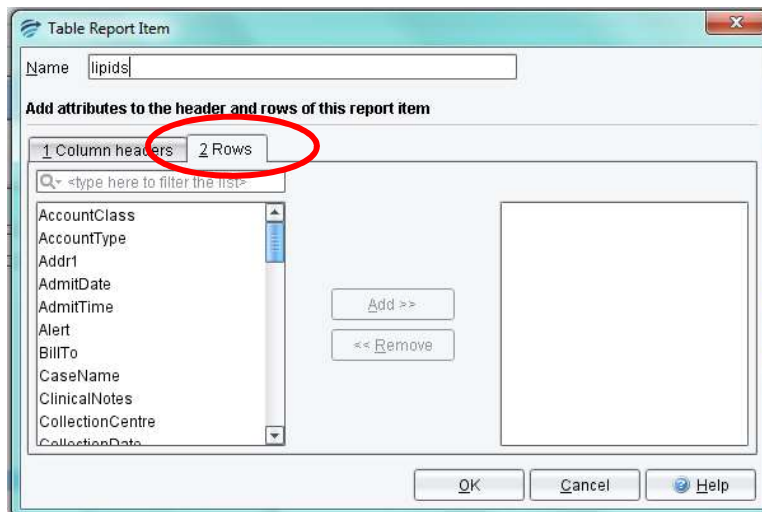 Table Report Item
Name lipids
Add attributes to the header and rows of this report item
1 Column headers 2 Rows
<type here to filter the list>
AccountClass
AccountType
Addr1
AdmitDate
AdmitTime
Alert
BillTo
CaseName
ClinicalNotes
CollectionCentre
CollectionDate
Add >>
<< Remove
OK Cancel Help